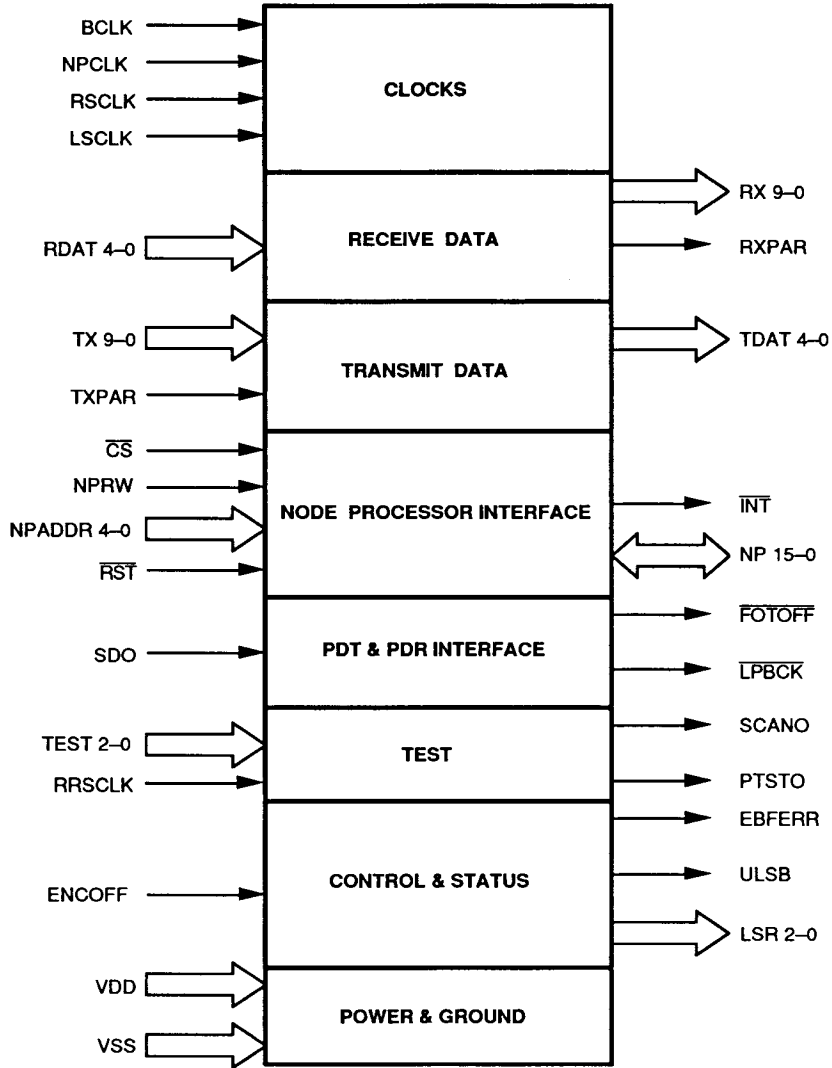 BCLK
NPCLK
RSCLK
LSCLK
CLOCKS
RDAT 4–0
RECEIVE DATA
RX 9–0
RXPAR
TX 9–0
TXPAR
TRANSMIT DATA
TDAT 4–0
CS
NPRW
NPADDR 4–0
RST
NODE PROCESSOR INTERFACE
INT
NP 15–0
SDO
PDT & PDR INTERFACE
FOTOFF
LPBCK
TEST 2–0
RRSCLK
TEST
SCANO
PTSTO
ENCOFF
CONTROL & STATUS
EBFERR
ULSB
LSR 2–0
VDD
VSS
POWER & GROUND